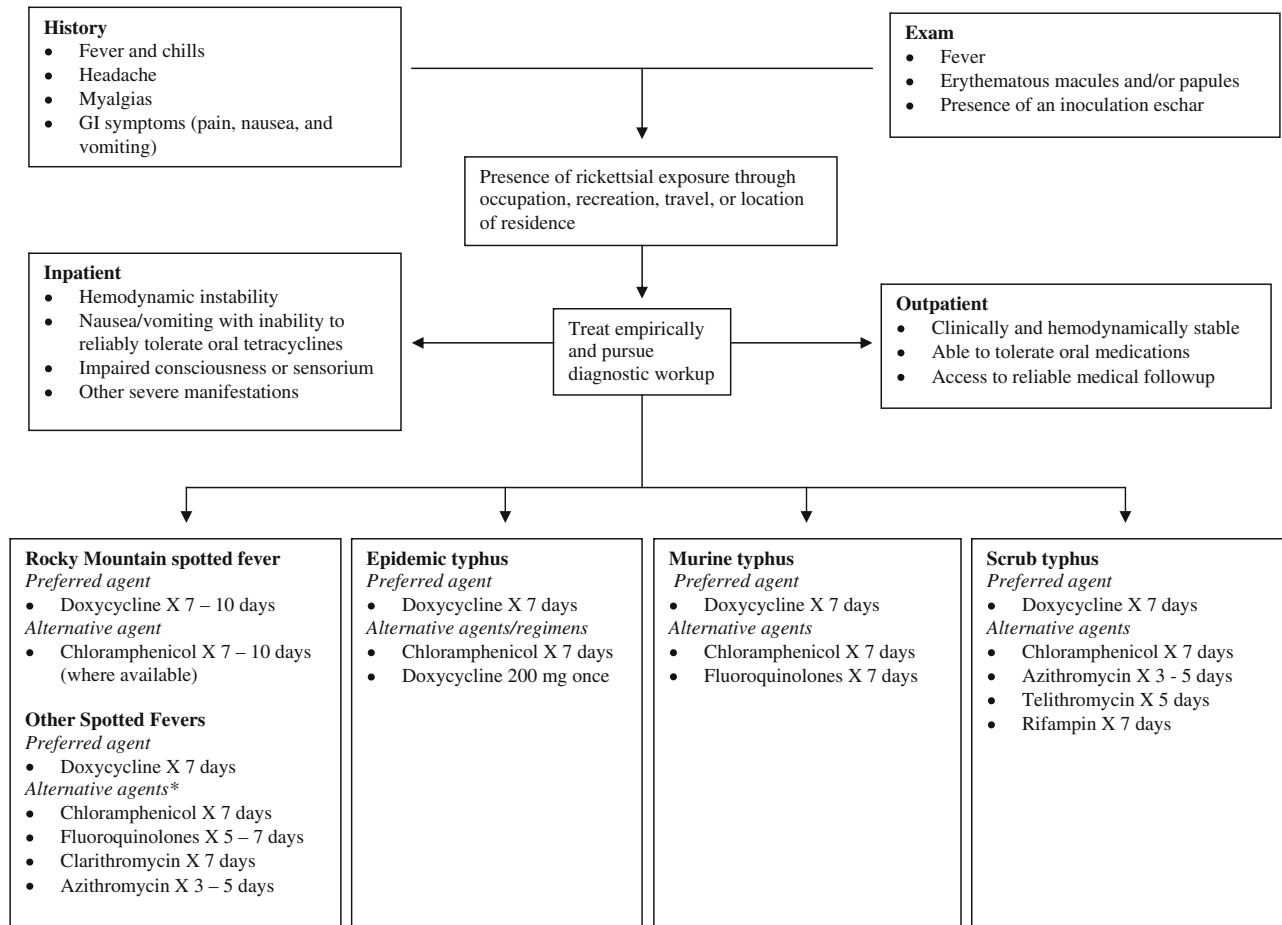 History
● Fever and chills
● Headache
● Myalgias
● GI symptoms (pain, nausea, and
vomiting)
Exam
● Fever
● Erythematous macules and/or papules
● Presence of an inoculation eschar
Presence of rickettsial exposure through
occupation, recreation, travel, or location
of residence
Inpatient
● Hemodynamic instability
● Nausea/vomiting with inability to
reliably tolerate oral tetracyclines
● Impaired consciousness or sensorium
● Other severe manifestations
Treat empirically
and pursue
diagnostic workup
Outpatient
● Clinically and hemodynamically stable
● Able to tolerate oral medications
● Access to reliable medical followup
Rocky Mountain spotted fever
Preferred agent
● Doxycycline X 7 – 10 days
Alternative agent
● Chloramphenicol X 7 – 10 days
(where available)
Other Spotted Fevers
Preferred agent
● Doxycycline X 7 days
Alternative agents*
● Chloramphenicol X 7 days
● Fluoroquinolones X 5 – 7 days
● Clarithromycin X 7 days
● Azithromycin X 3 – 5 days
Epidemic typhus
Preferred agent
● Doxycycline X 7 days
Alternative agents/regimens
● Chloramphenicol X 7 days
● Doxycycline 200 mg once
Murine typhus
Preferred agent
● Doxycycline X 7 days
Alternative agents
● Chloramphenicol X 7 days
● Fluoroquinolones X 7 days
Scrub typhus
Preferred agent
● Doxycycline X 7 days
Alternative agents
● Chloramphenicol X 7 days
● Azithromycin X 3 - 5 days
● Telithromycin X 5 days
● Rifampin X 7 days